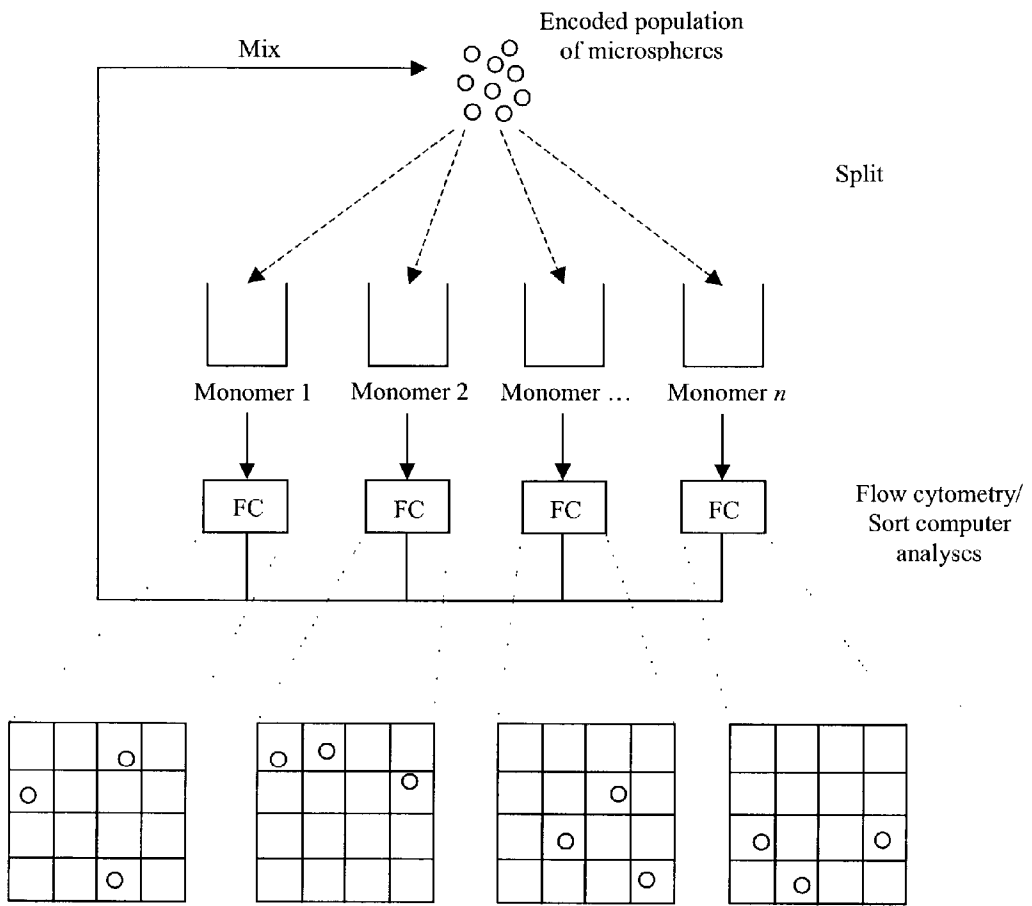 Encoded population
of microspheres
Mix
Split
Monomer 1
Monomer 2
Monomer …
Monomer n
FC
FC
FC
FC
Flow cytometry/
Sort computer
analyses